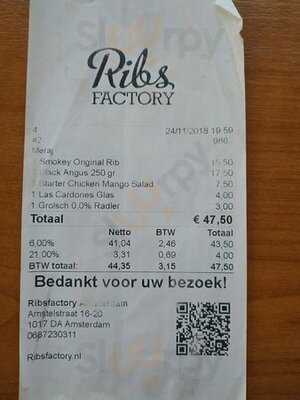 Ribs
FACTORY
4
24/11/2018 19:59
#2
980
Meraj
1 Smokey Original Rib 15,50
Black Angus 250 gr 17,50
Starter Chicken Mango Salad 7,50
1 Las Cardones Glas 4,00
1 Grolsch 0.0% Radler 3,00
Totaal € 47,50
Netto BTW Totaal
6,00% 41,04 2,46 43,50
21,00% 3,31 0,69 4,00
BTW totaal: 44,35 3,15 47,50
Bedankt voor uw bezoek!
Ribsfactory Amsterdam
Amstelstraat 16-20
1017 DA Amsterdam
0687230311
Ribsfactory.nl